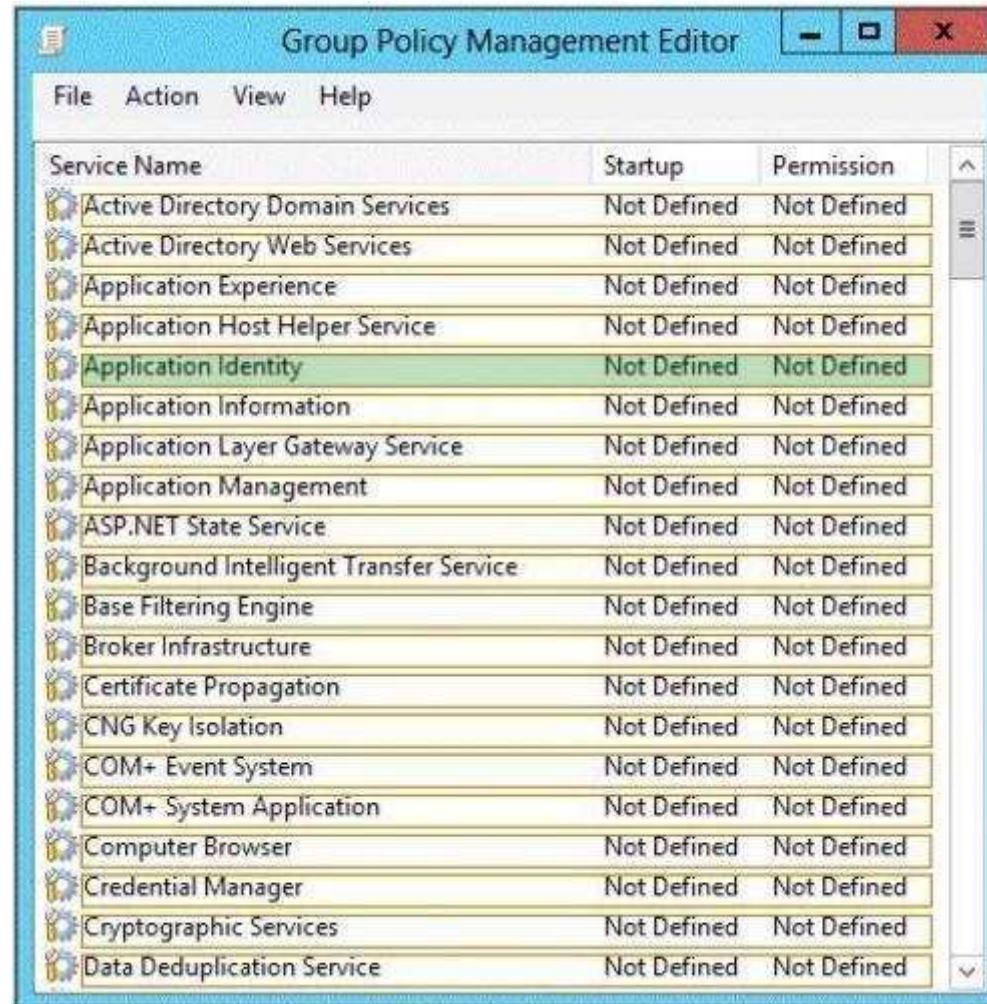 Group Policy Management Editor
File Action View Help
Service Name Startup Permission
Active Directory Domain Services Not Defined Not Defined
Active Directory Web Services Not Defined Not Defined
Application Experience Not Defined Not Defined
Application Host Helper Service Not Defined Not Defined
Application Identity Not Defined Not Defined
Application Information Not Defined Not Defined
Application Layer Gateway Service Not Defined Not Defined
Application Management Not Defined Not Defined
ASP.NET State Service Not Defined Not Defined
Background Intelligent Transfer Service Not Defined Not Defined
Base Filtering Engine Not Defined Not Defined
Broker Infrastructure Not Defined Not Defined
Certificate Propagation Not Defined Not Defined
CNG Key Isolation Not Defined Not Defined
COM+ Event System Not Defined Not Defined
COM+ System Application Not Defined Not Defined
Computer Browser Not Defined Not Defined
Credential Manager Not Defined Not Defined
Cryptographic Services Not Defined Not Defined
Data Deduplication Service Not Defined Not Defined